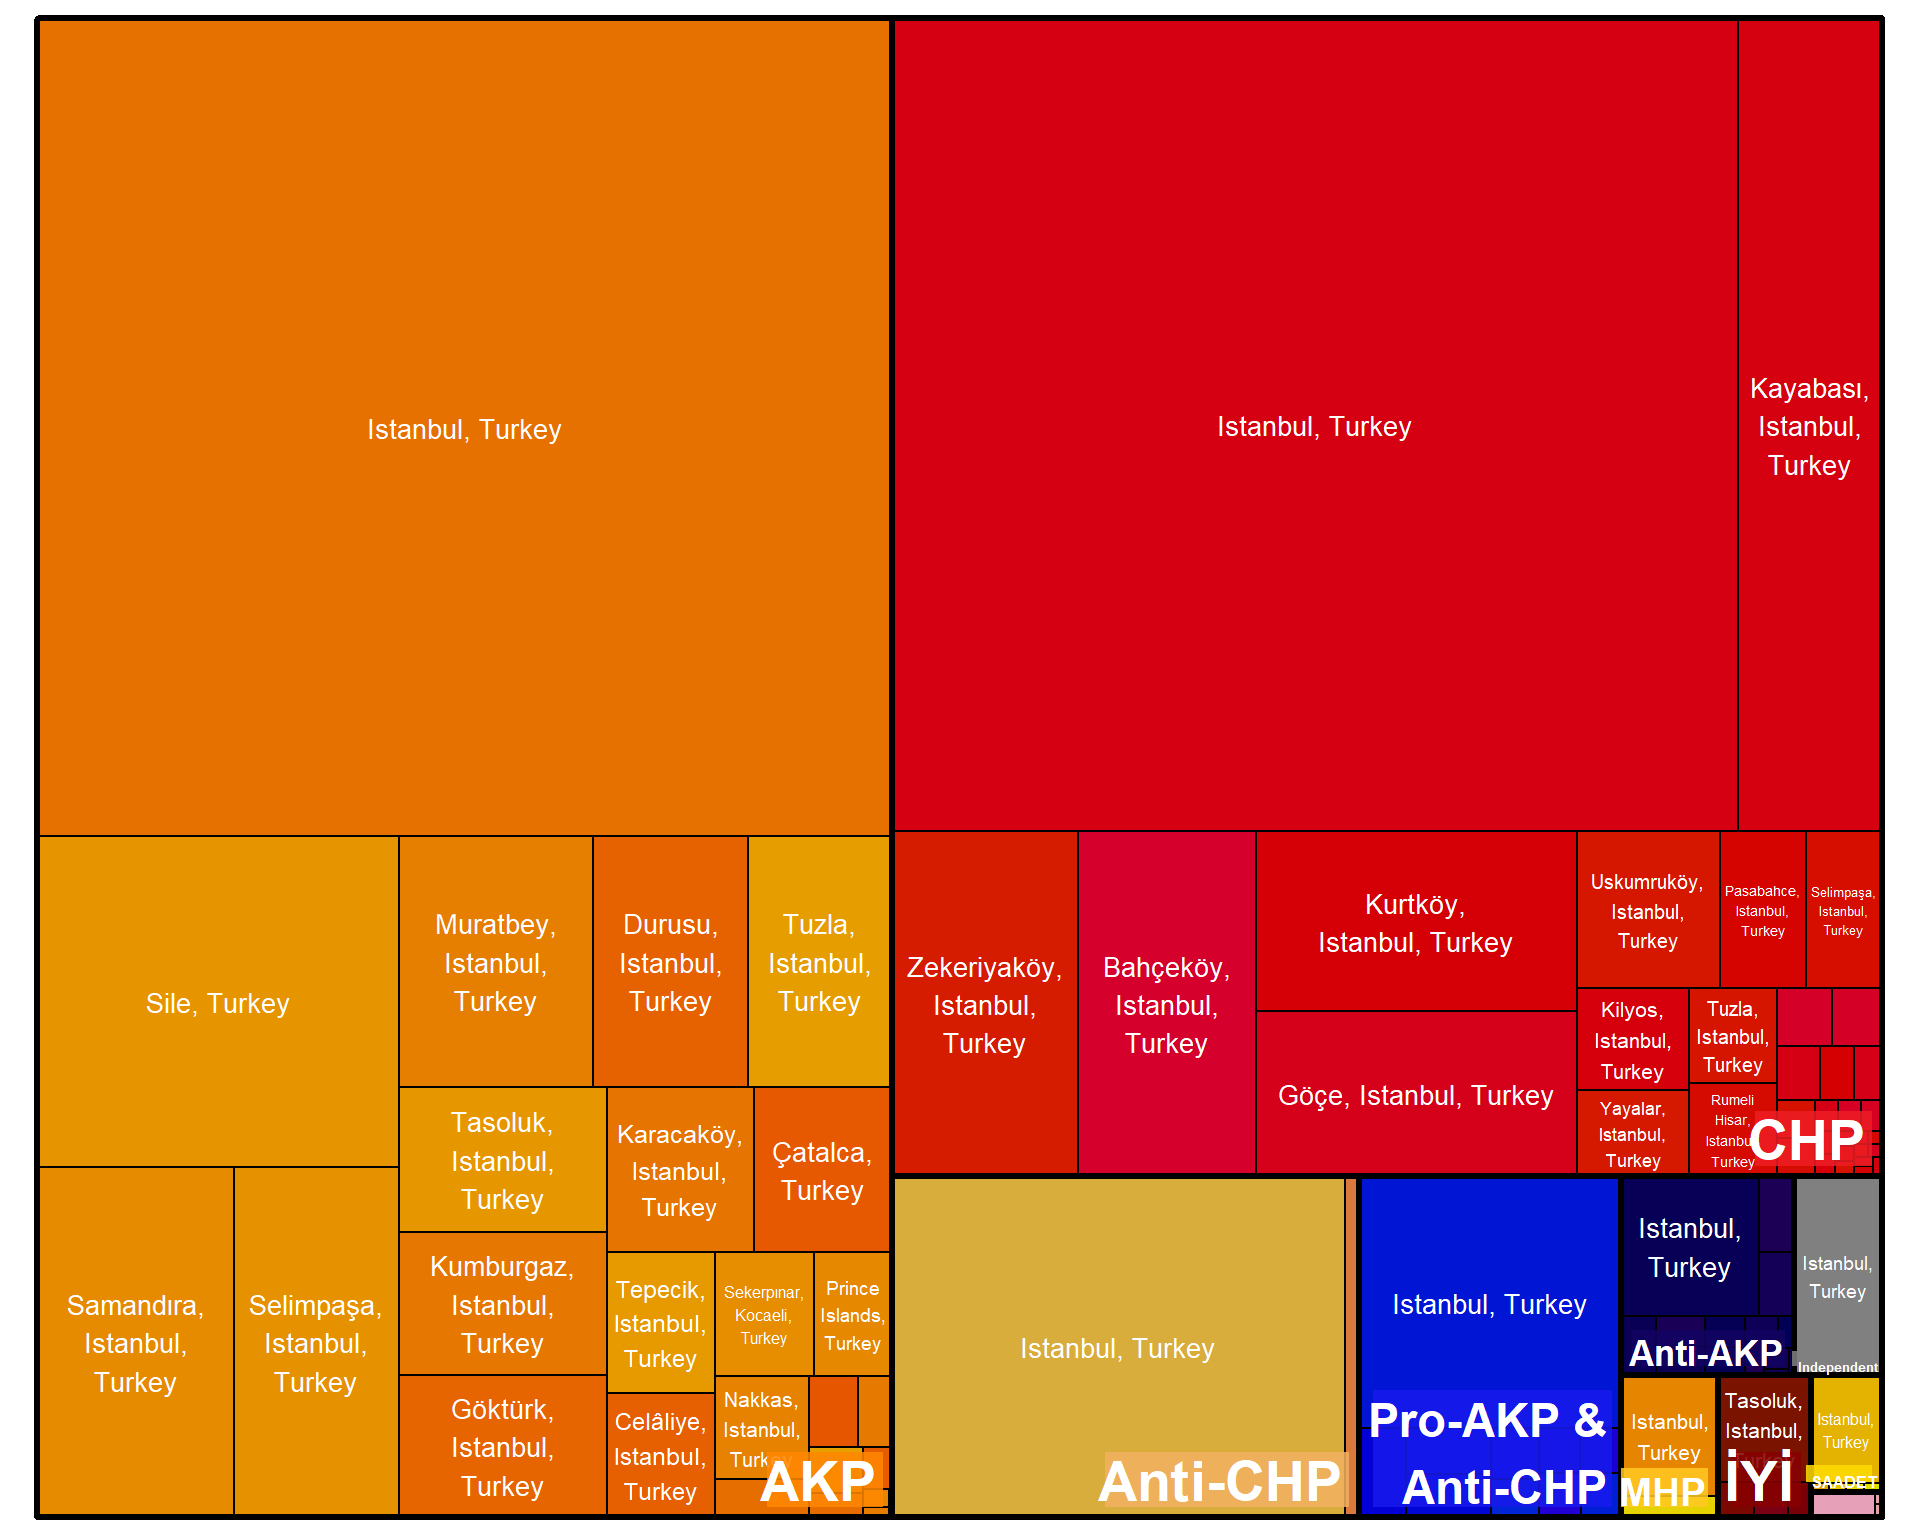 Istanbul, Turkey
Sile, Turkey
Samandıra,
Istanbul,
Turkey
Selimpaşa,
Istanbul,
Turkey
Muratbey,
Istanbul,
Turkey
Durusu,
Istanbul,
Turkey
Tuzla,
Istanbul,
Turkey
Tasoluk,
Istanbul,
Turkey
Kumburgaz,
Istanbul,
Turkey
Göktürk,
Istanbul,
Turkey
Karacaköy,
Istanbul,
Turkey
Çatalca,
Turkey
Tepecik,
Istanbul,
Turkey
Celâliye,
Istanbul,
Turkey
Sekerpınar,
Kocaeli,
Turkey
Prince
Islands,
Turkey
Nakkas,
Istanbul,
AKP
Istanbul, Turkey
Kayabası,
Istanbul,
Turkey
Zekeriyaköy,
Istanbul,
Turkey
Bahçeköy,
Istanbul,
Turkey
Kurtköy,
Istanbul, Turkey
Göçe, Istanbul, Turkey
Uskumruköy,
Istanbul,
Turkey
Pasabahce,
Istanbul,
Turkey
Selimpaşa,
Istanbul,
Turkey
Kilyos,
Istanbul,
Turkey
Yayalar,
Istanbul,
Turkey
Tuzla,
Istanbul,
Turkey
Rumeli
Hisar,
Turkey
CHP
Istanbul, Turkey
Anti-CHP
Istanbul, Turkey
Pro-AKP &
Anti-CHP
Istanbul,
Turkey
Anti-AKP
Istanbul,
Turkey
Independent
Istanbul,
Turkey
MHP
Tasoluk,
Istanbul,
İYİ
Istanbul,
Turkey
SAADET